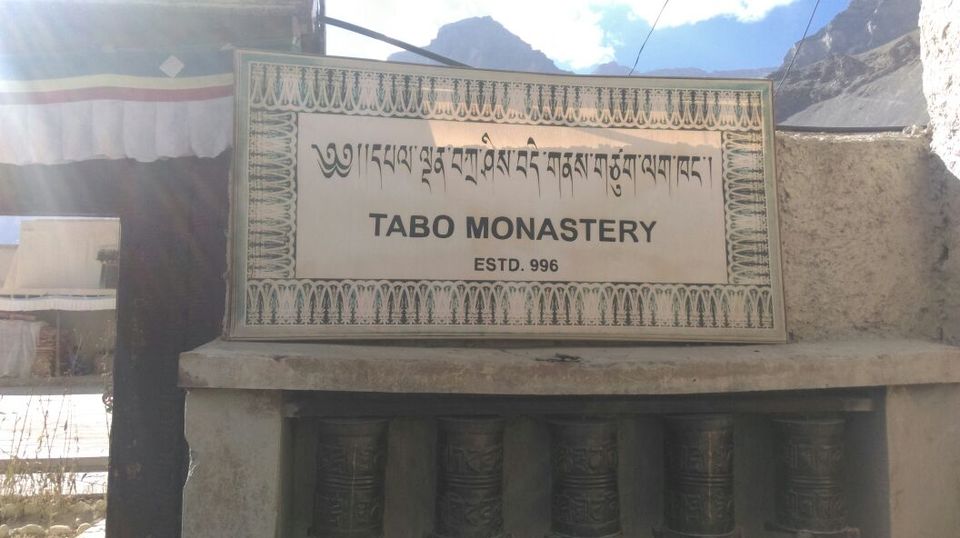 ༄༅།།དཔལ་ལྡན་བཀྲ་ཤིས་བདེ་གནས་གཙུག་ལག་ཁང་།
TABO MONASTERY
ESTD. 996